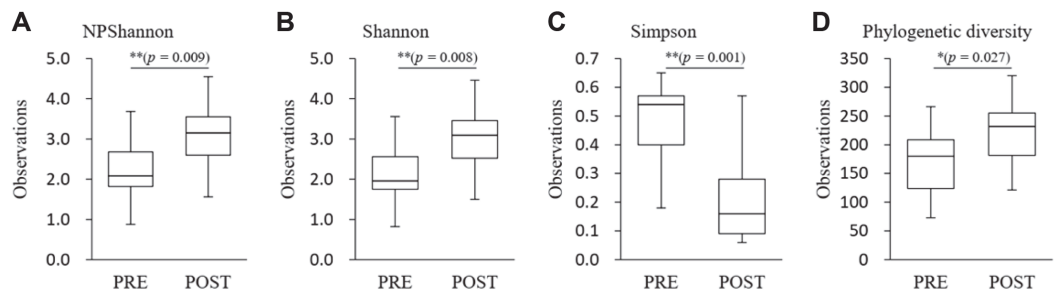 A NPShannon
**(p = 0.009)
Observations
5.0
4.0
3.0
2.0
1.0
0.0
PRE POST
B Shannon
**(p = 0.008)
Observations
5.0
4.0
3.0
2.0
1.0
0.0
PRE POST
C Simpson
**(p = 0.001)
Observations
0.7
0.6
0.5
0.4
0.3
0.2
0.1
0.0
PRE POST
D Phylogenetic diversity
*(p = 0.027)
Observations
350
300
250
200
150
100
50
0
PRE POST